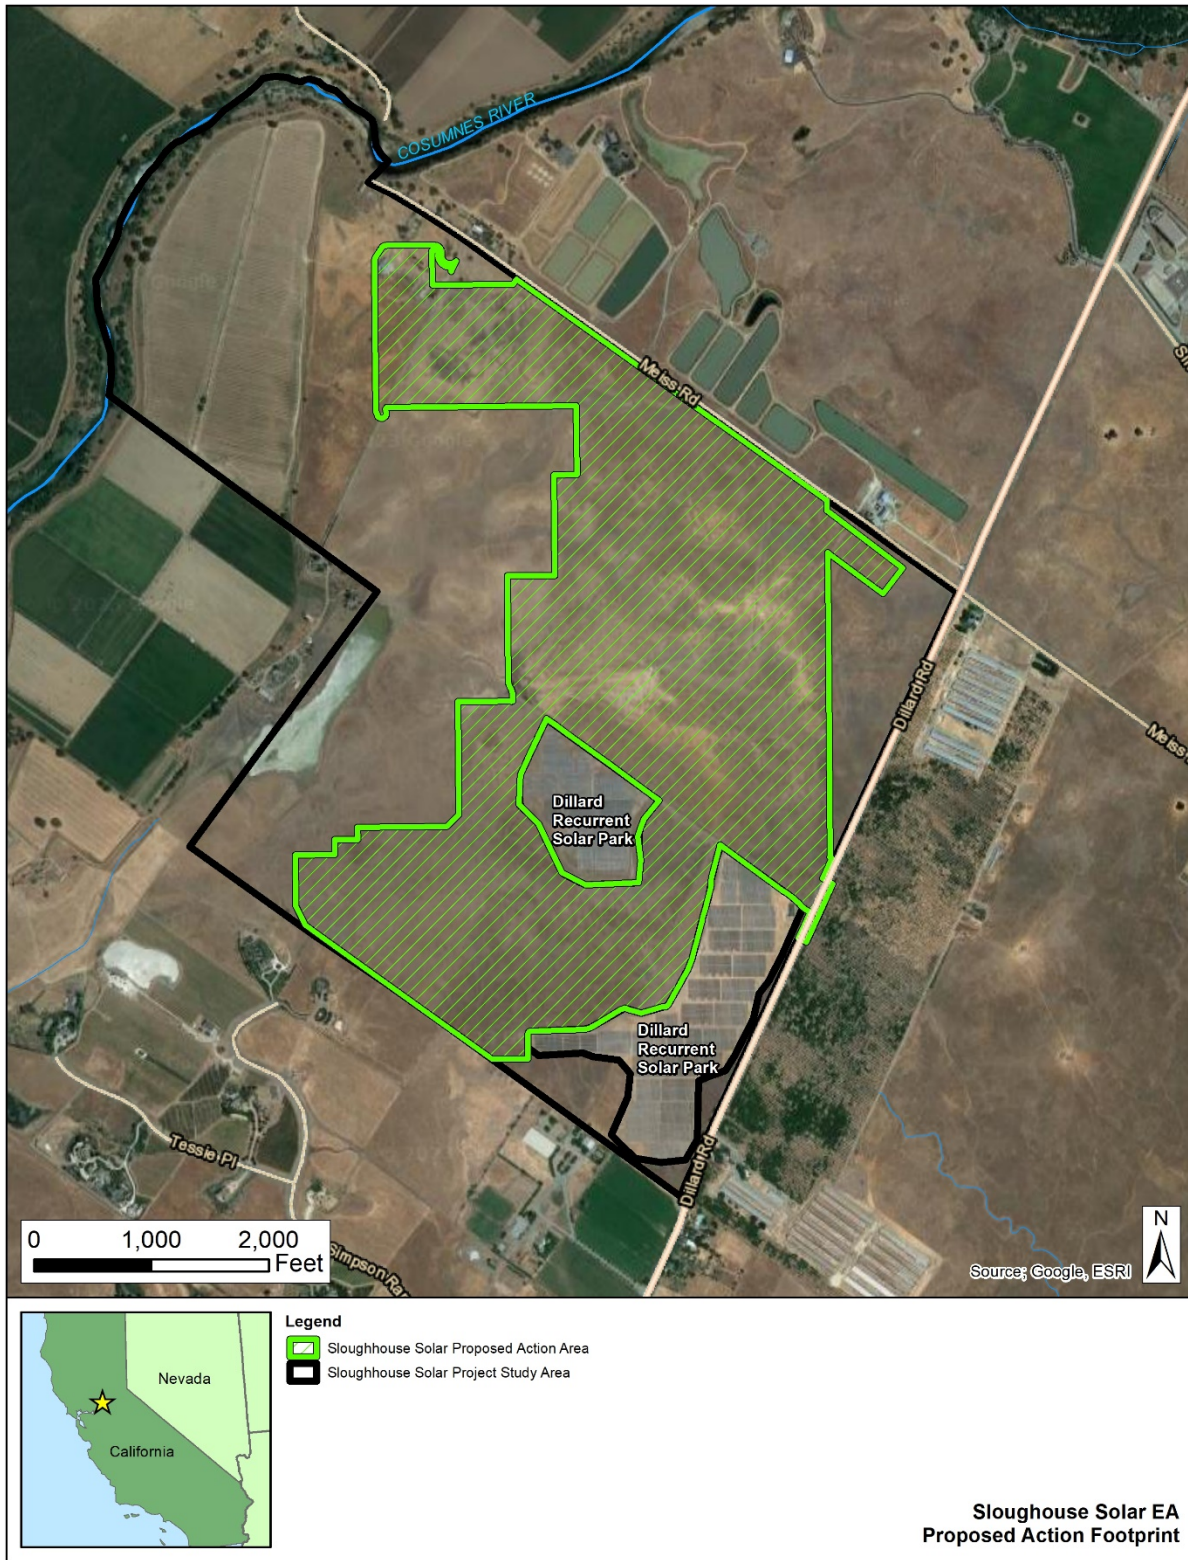 COSUMNES RIVER
Meiss Rd
Dillard Rd
Meiss
Dillard
Recurrent
Solar Park
Dillard
Recurrent
Solar Park
Dillard Rd
Tessie Pl
Simpson Ra
0 1,000 2,000
Feet
N
Source; Google, ESRI
Nevada
California
Legend
Sloughhouse Solar Proposed Action Area
Sloughhouse Solar Project Study Area
Sloughouse Solar EA
Proposed Action Footprint